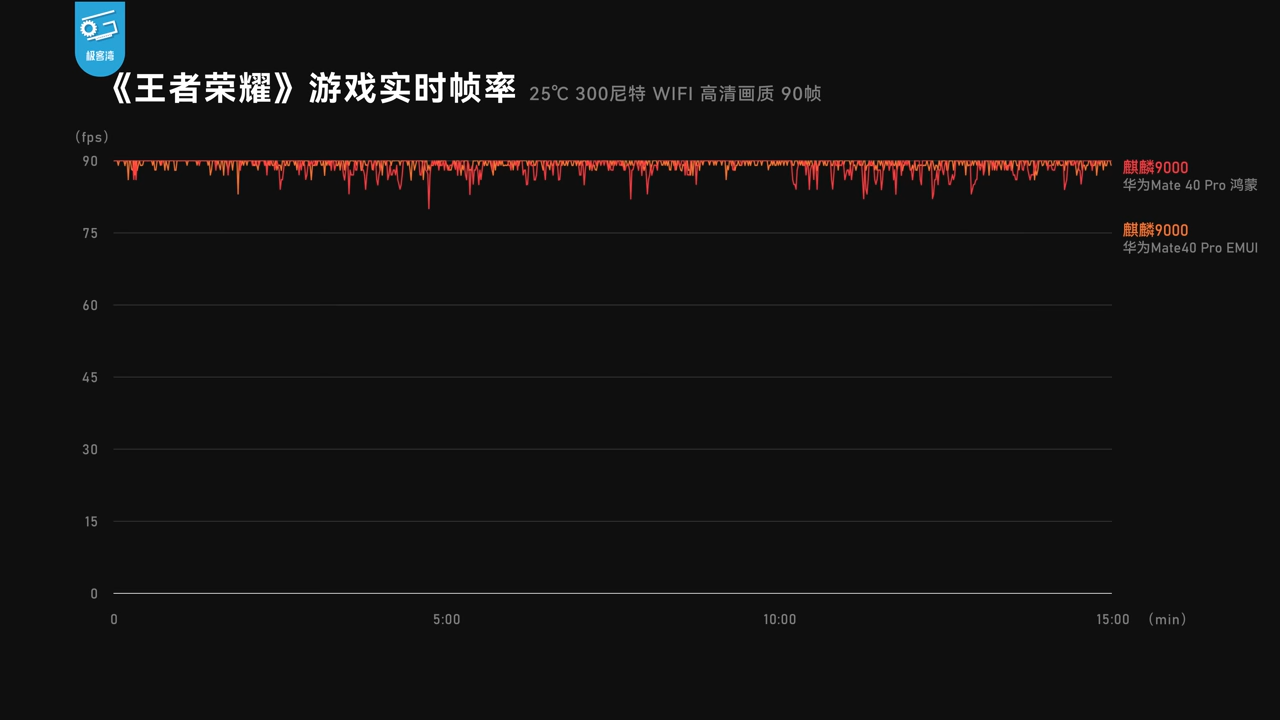 极客湾
《王者荣耀》游戏实时帧率 25℃ 300尼特 WIFI 高清画质 90帧
(fps)
90
75
60
45
30
15
0
0 5:00 10:00 15:00 (min)
麒麟9000
华为Mate 40 Pro 鸿蒙
麒麟9000
华为Mate40 Pro EMUI